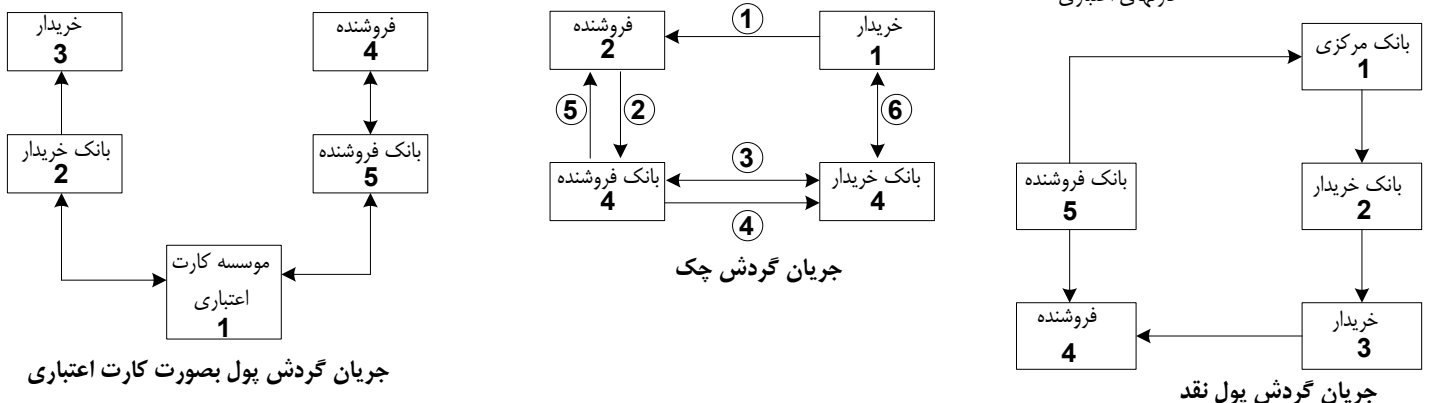 کارتهای اعتباری
بانک مرکزی
1
بانک خریدار
2
خریدار
3
فروشنده
4
بانک فروشنده
5
جریان گردش پول نقد
خریدار
1
1
فروشنده
2
6
2
5
بانک خریدار
4
3
4
بانک فروشنده
4
جریان گردش چک
فروشنده
4
خریدار
3
بانک فروشنده
5
بانک خریدار
2
موسسه کارت
اعتباری
1
جریان گردش پول بصورت کارت اعتباری